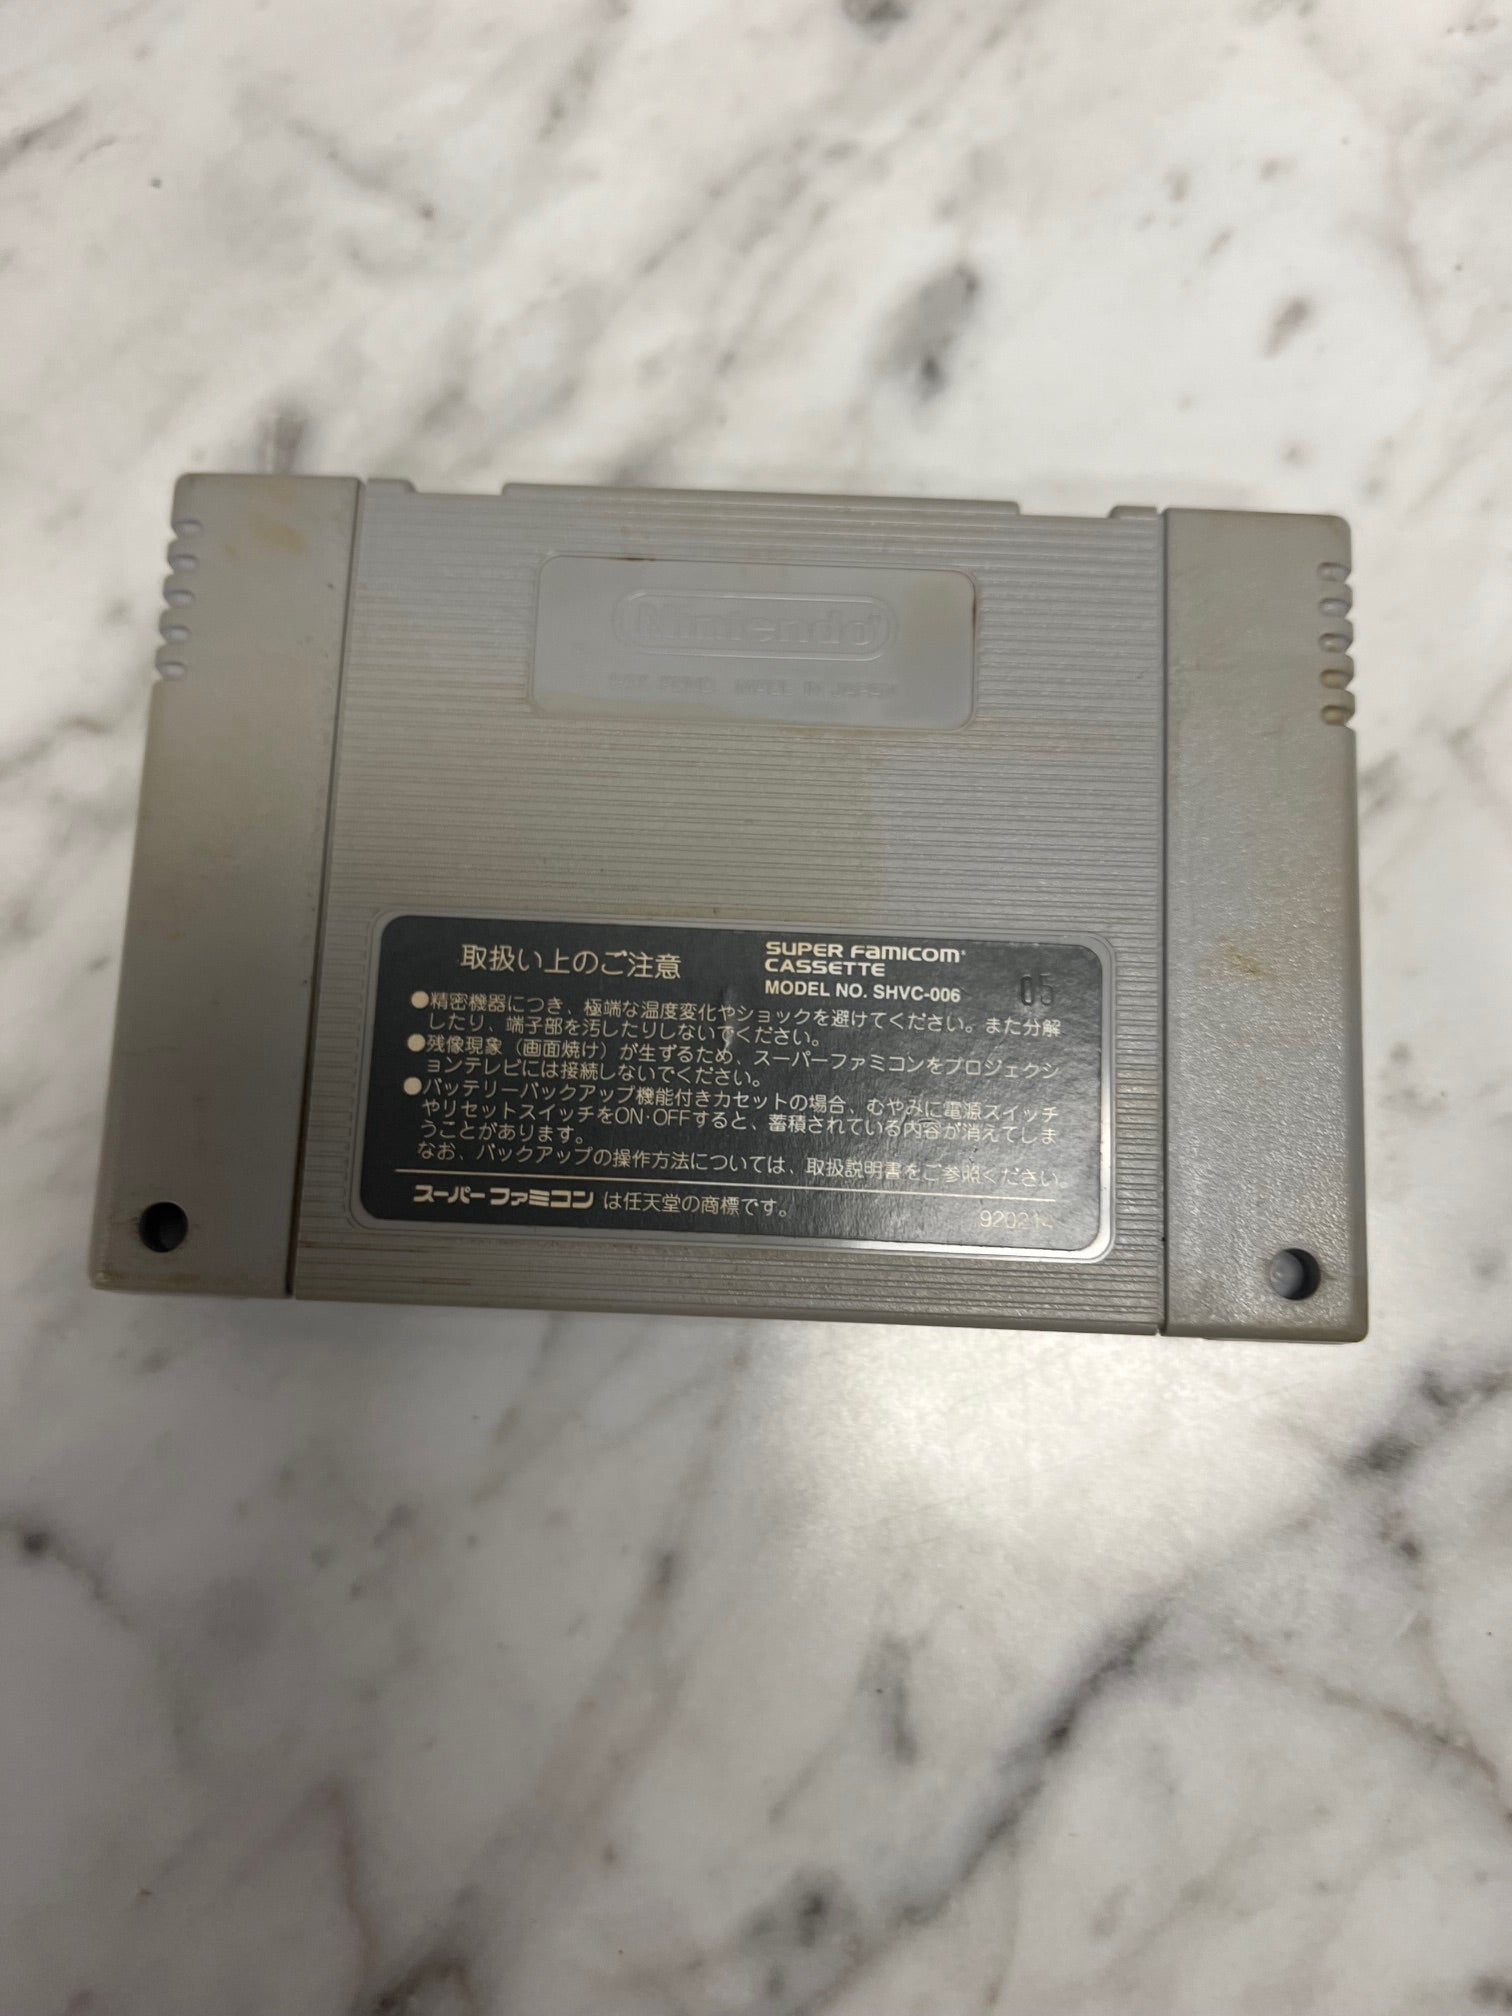 Nintendo
PAT. PEND. MADE IN JAPAN
取扱い上のご注意
SUPER FAMICOM
CASSETTE
MODEL NO. SHVC-006
05
●精密機器につき、極端な温度変化やショックを避けてください。また分解
したり、端子部を汚したりしないでください。
●残像現象（画面焼け）が生ずるため、スーパーファミコンをプロジェクシ
ョンテレビには接続しないでください。
●バッテリーバックアップ機能付きカセットの場合、むやみに電源スイッチ
やリセットスイッチをON・OFFすると、蓄積されている内容が消えてしま
うことがあります。
なお、バックアップの操作方法については、取扱説明書をご参照ください。
スーパーファミコン は任天堂の商標です。
920214